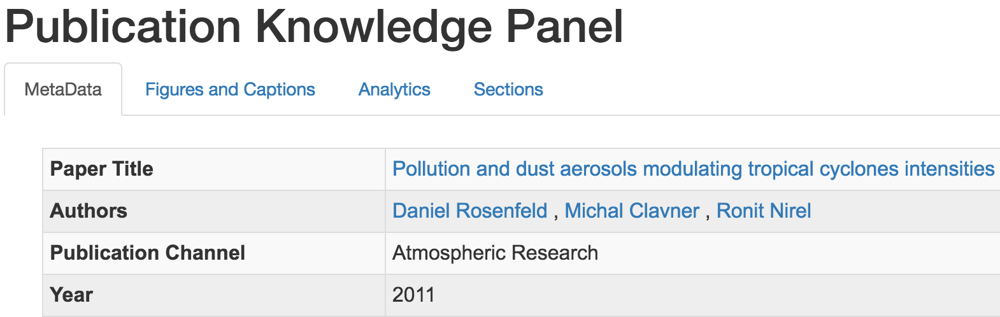 Publication Knowledge Panel
MetaData Figures and Captions Analytics Sections
Paper Title Pollution and dust aerosols modulating tropical cyclones intensities
Authors Daniel Rosenfeld , Michal Clavner , Ronit Nirel
Publication Channel Atmospheric Research
Year 2011